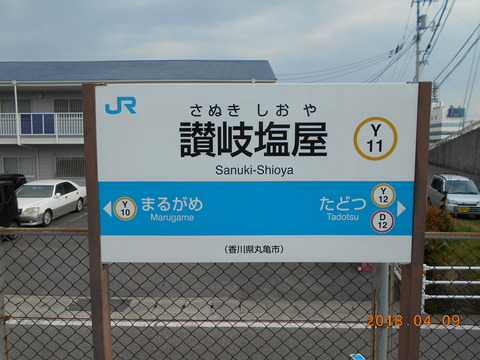 JR
さぬき しおや
讃岐塩屋
Y
11
Sanuki-Shioya
Y
10
まるがめ
Marugame
たどつ
Tadotsu
Y
12
D
12
(香川県丸亀市)
2018.04.09